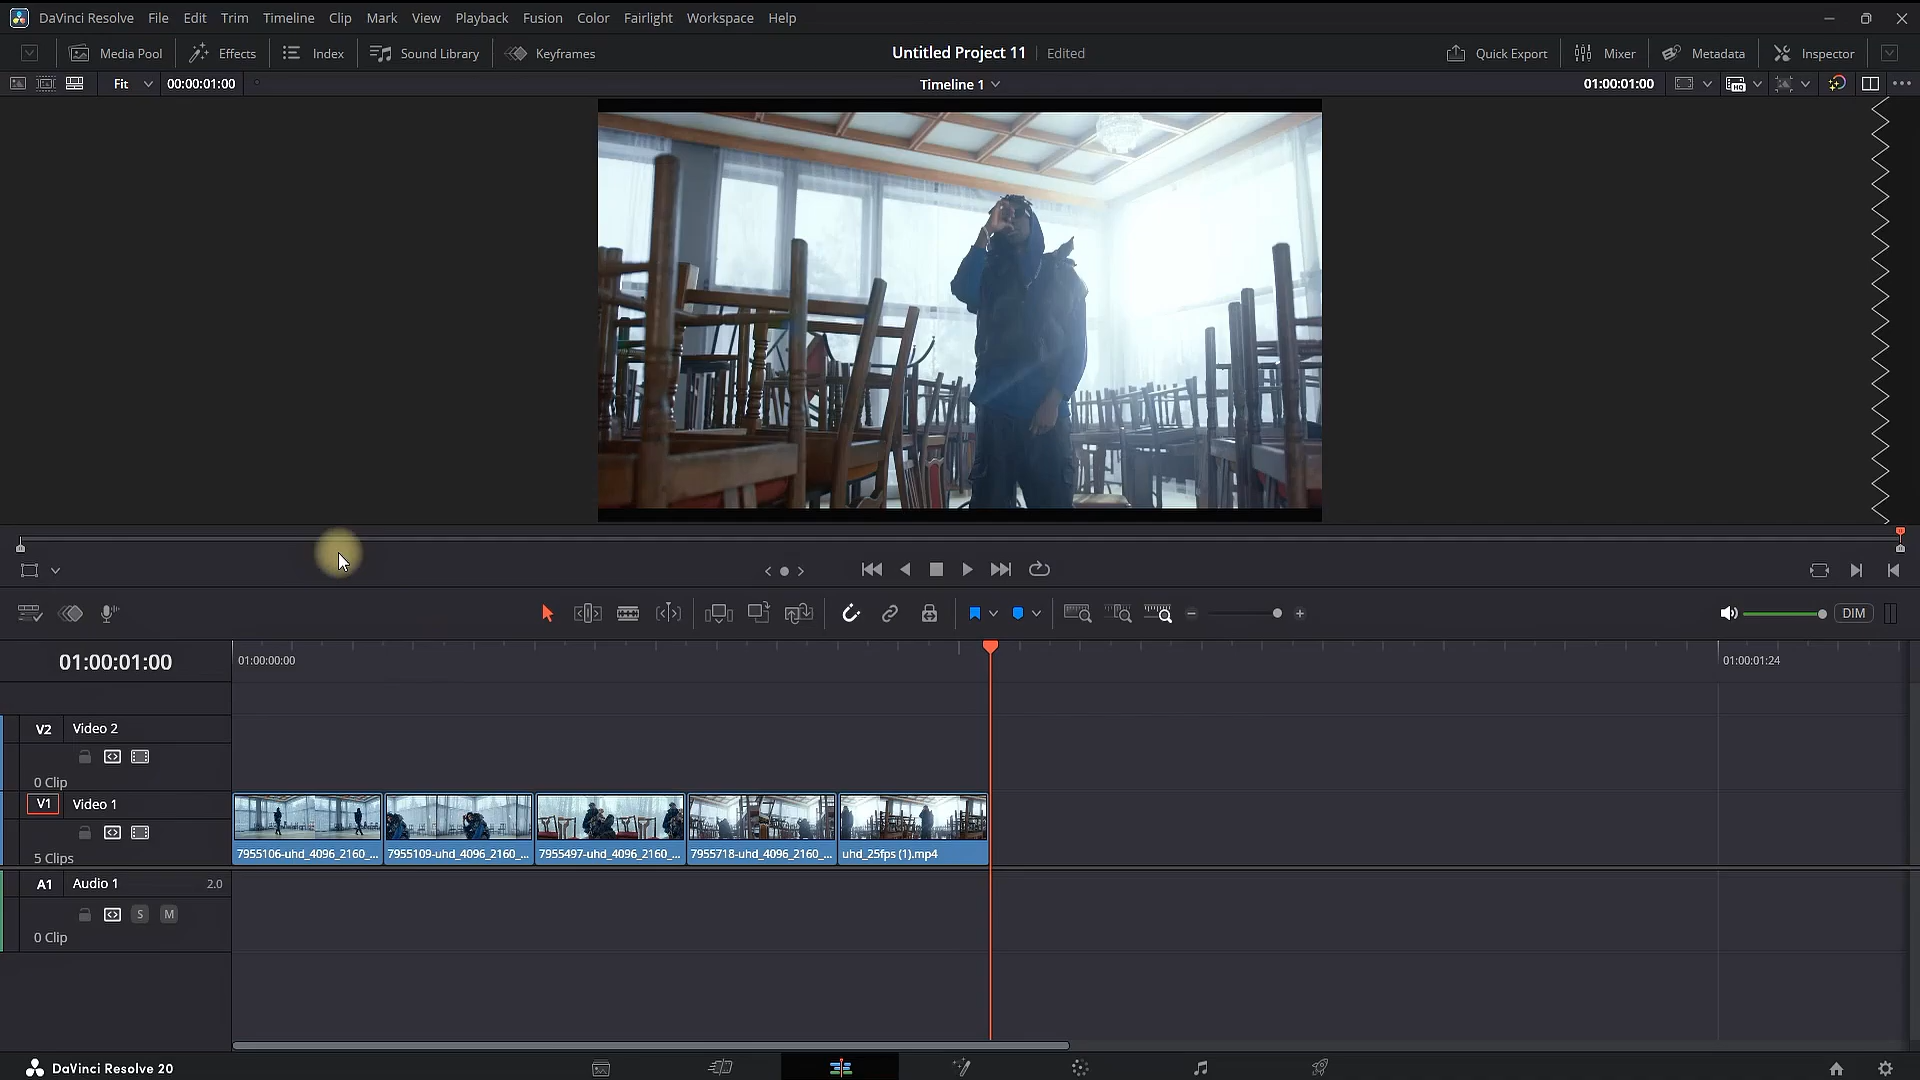 DaVinci Resolve File Edit Trim Timeline Clip Mark View Playback Fusion Color Fairlight Workspace Help
Media Pool Effects Index Sound Library Keyframes Untitled Project 11 Edited Quick Export Mixer Metadata Inspector
Fit 00:00:01:00 Timeline 1 01:00:01:00
DIM
01:00:01:00 01:00:00:00 01:00:01:24
V2 Video 2
0 Clip
V1 Video 1
5 Clips
7955106-uhd_4096_2160_... 7955109-uhd_4096_2160_... 7955497-uhd_4096_2160_... 7955718-uhd_4096_2160_... uhd_25fps (1).mp4
A1 Audio 1 2.0
S M
0 Clip
DaVinci Resolve 20